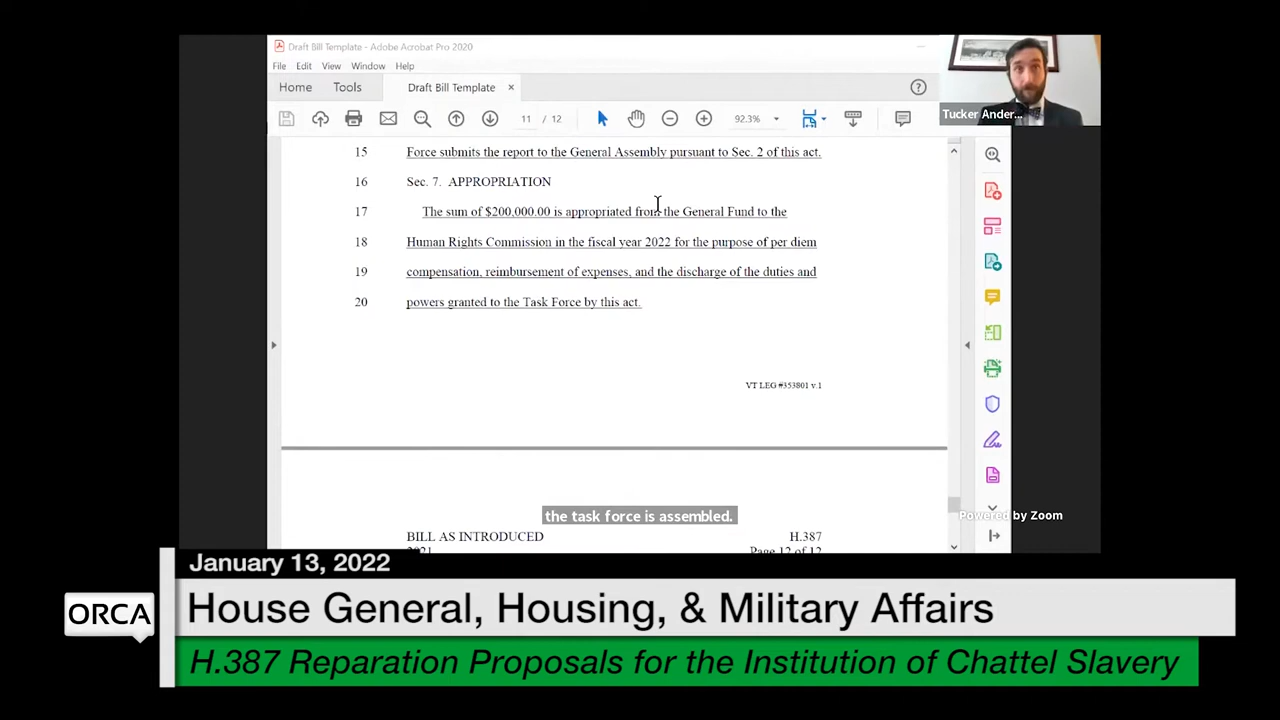 Draft Bill Template - Adobe Acrobat Pro 2020
File Edit View Window Help
Home Tools Draft Bill Template ×
11 / 12 92.3%
Tucker Ander...
15 Force submits the report to the General Assembly pursuant to Sec. 2 of this act.
16 Sec. 7. APPROPRIATION
17 The sum of $200,000.00 is appropriated from the General Fund to the
18 Human Rights Commission in the fiscal year 2022 for the purpose of per diem
19 compensation, reimbursement of expenses, and the discharge of the duties and
20 powers granted to the Task Force by this act.
VT LEG #353801 v.1
the task force is assembled.
Powered by Zoom
BILL AS INTRODUCED H.387
2021 Page 12 of 12
January 13, 2022
ORCA
House General, Housing, & Military Affairs
H.387 Reparation Proposals for the Institution of Chattel Slavery